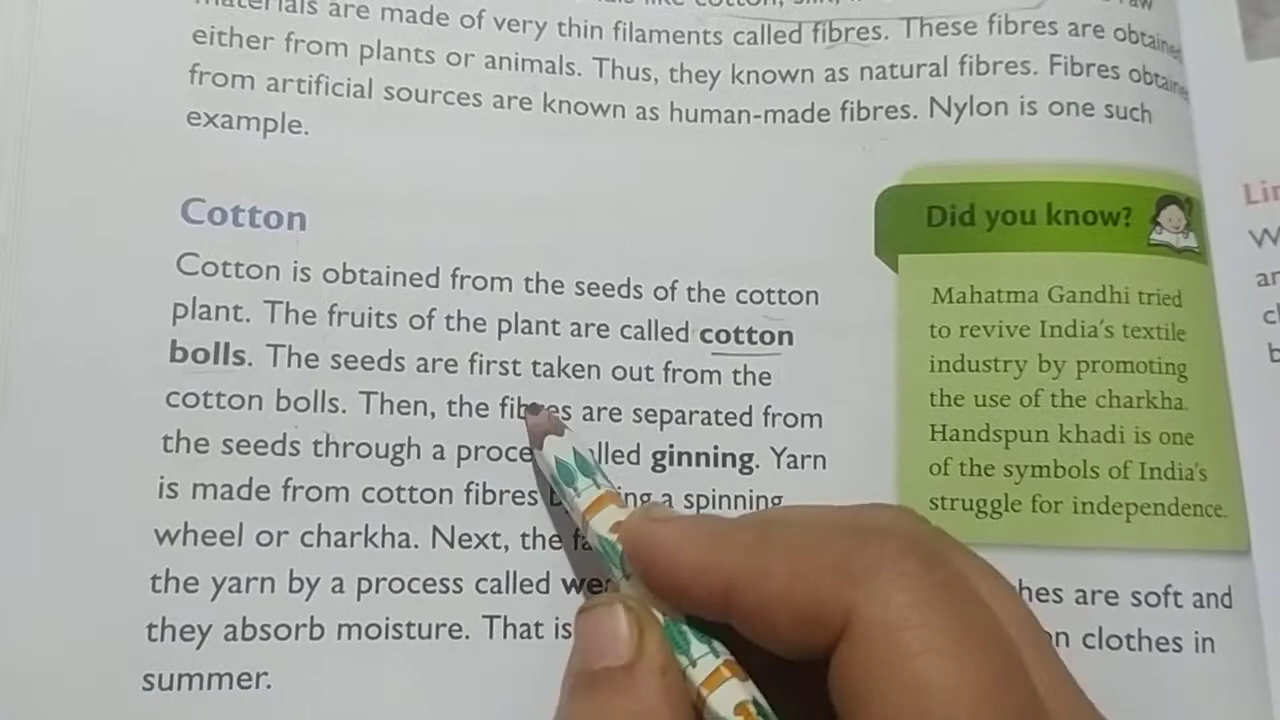 materials are made of very thin filaments called fibres. These fibres are
either from plants or animals. Thus, they known as natural fibres. Fibres
from artificial sources are known as human-made fibres. Nylon is one such
example.
Cotton
Cotton is obtained from the seeds of the cotton
plant. The fruits of the plant are called cotton
bolls. The seeds are first taken out from the
cotton bolls. Then, the fibres are separated from
the seeds through a ginning. Yarn
is made from cotton fibres a spinning
wheel or charkha. Next, the
the yarn by a process called
they absorb moisture. That is
summer.
are soft and
clothes in
Did you know?
Mahatma Gandhi tried
to revive India's textile
industry by promoting
the use of the charkha.
Handspun khadi is one
of the symbols of India's
struggle for independence.